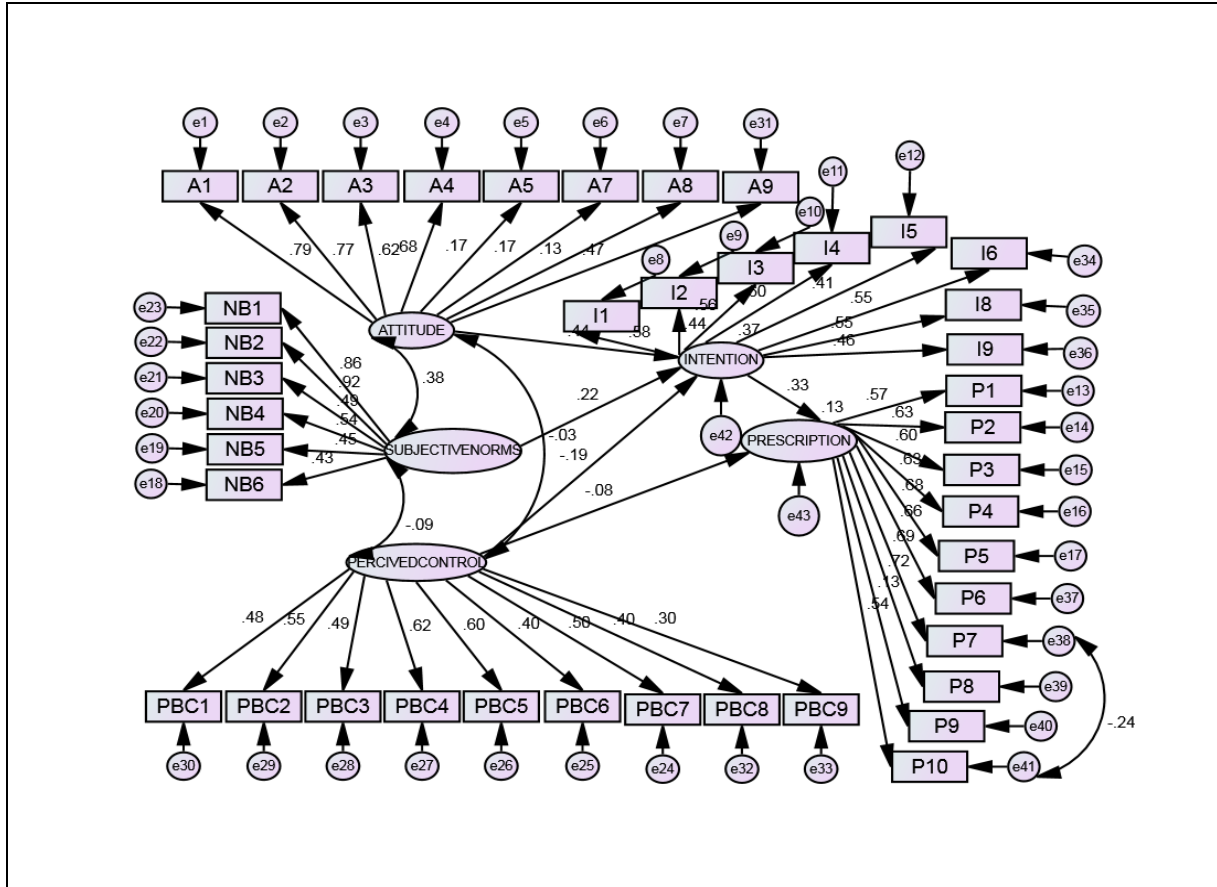 e1 e2 e3 e4 e5 e6 e7 e31
A1 A2 A3 A4 A5 A7 A8 A9
.79 .77 .62 .68 .17 .17 .13 .47
e8 e9 e10 e11 e12
I1 I2 I3 I4 I5 I6 e34
I8 e35
I9 e36
.44 .58 .44 .56 .60 .41 .37 .55 .55 .46
e23 NB1
e22 NB2
e21 NB3
e20 NB4
e19 NB5
e18 NB6
.86
.92
.49
.54
.45
.43
ATTITUDE
INTENTION
SUBJECTIVENORMS
PRESCRIPTION
PERCIVEDCONTROL
.38
.22
-.03
-.19
-.08
-.09
.33
.13
e42
e43
P1 e13
P2 e14
P3 e15
P4 e16
P5 e17
P6 e37
P7 e38
P8 e39
P9 e40
P10 e41
.57
.63
.60
.63
.68
.66
.69
.72
.13
.54
-.24
.48 .55 .49 .62 .60 .40 .50 .40 .30
PBC1 PBC2 PBC3 PBC4 PBC5 PBC6 PBC7 PBC8 PBC9
e30 e29 e28 e27 e26 e25 e24 e32 e33